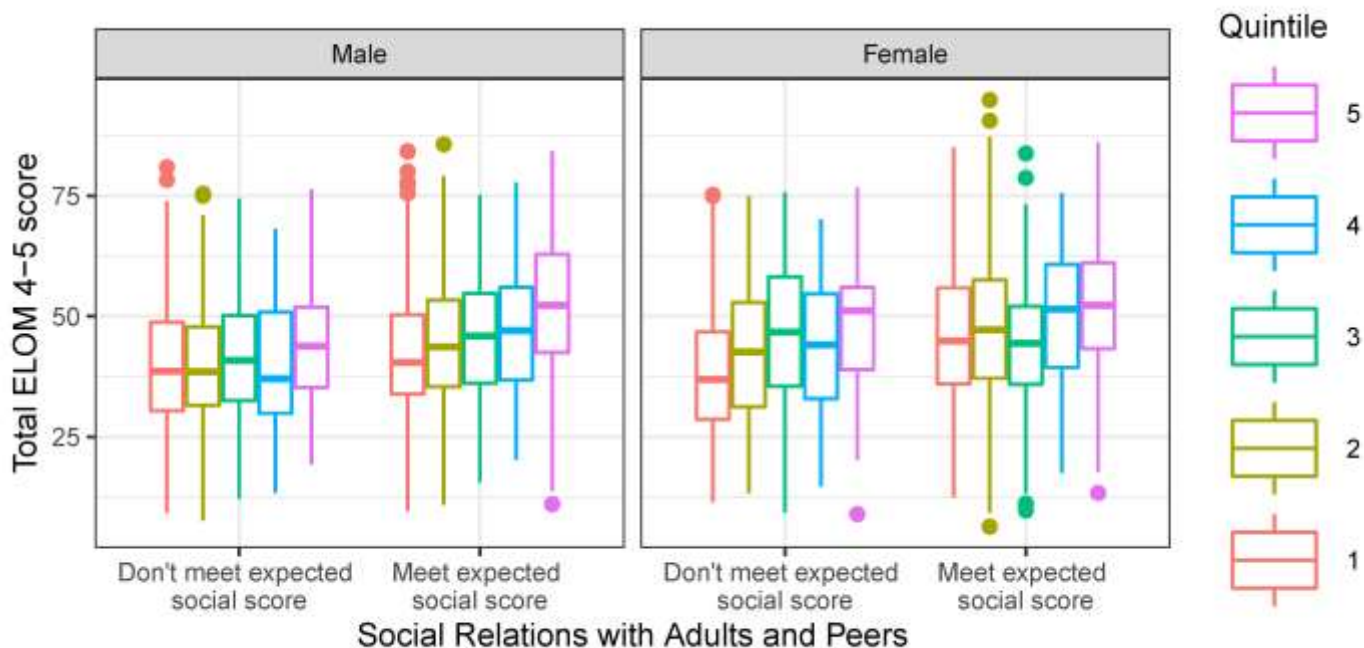 Male
Female
Quintile
5
4
3
2
1
Total ELOM 4−5 score
75
50
25
Don't meet expected
social score
Meet expected
social score
Don't meet expected
social score
Meet expected
social score
Social Relations with Adults and Peers